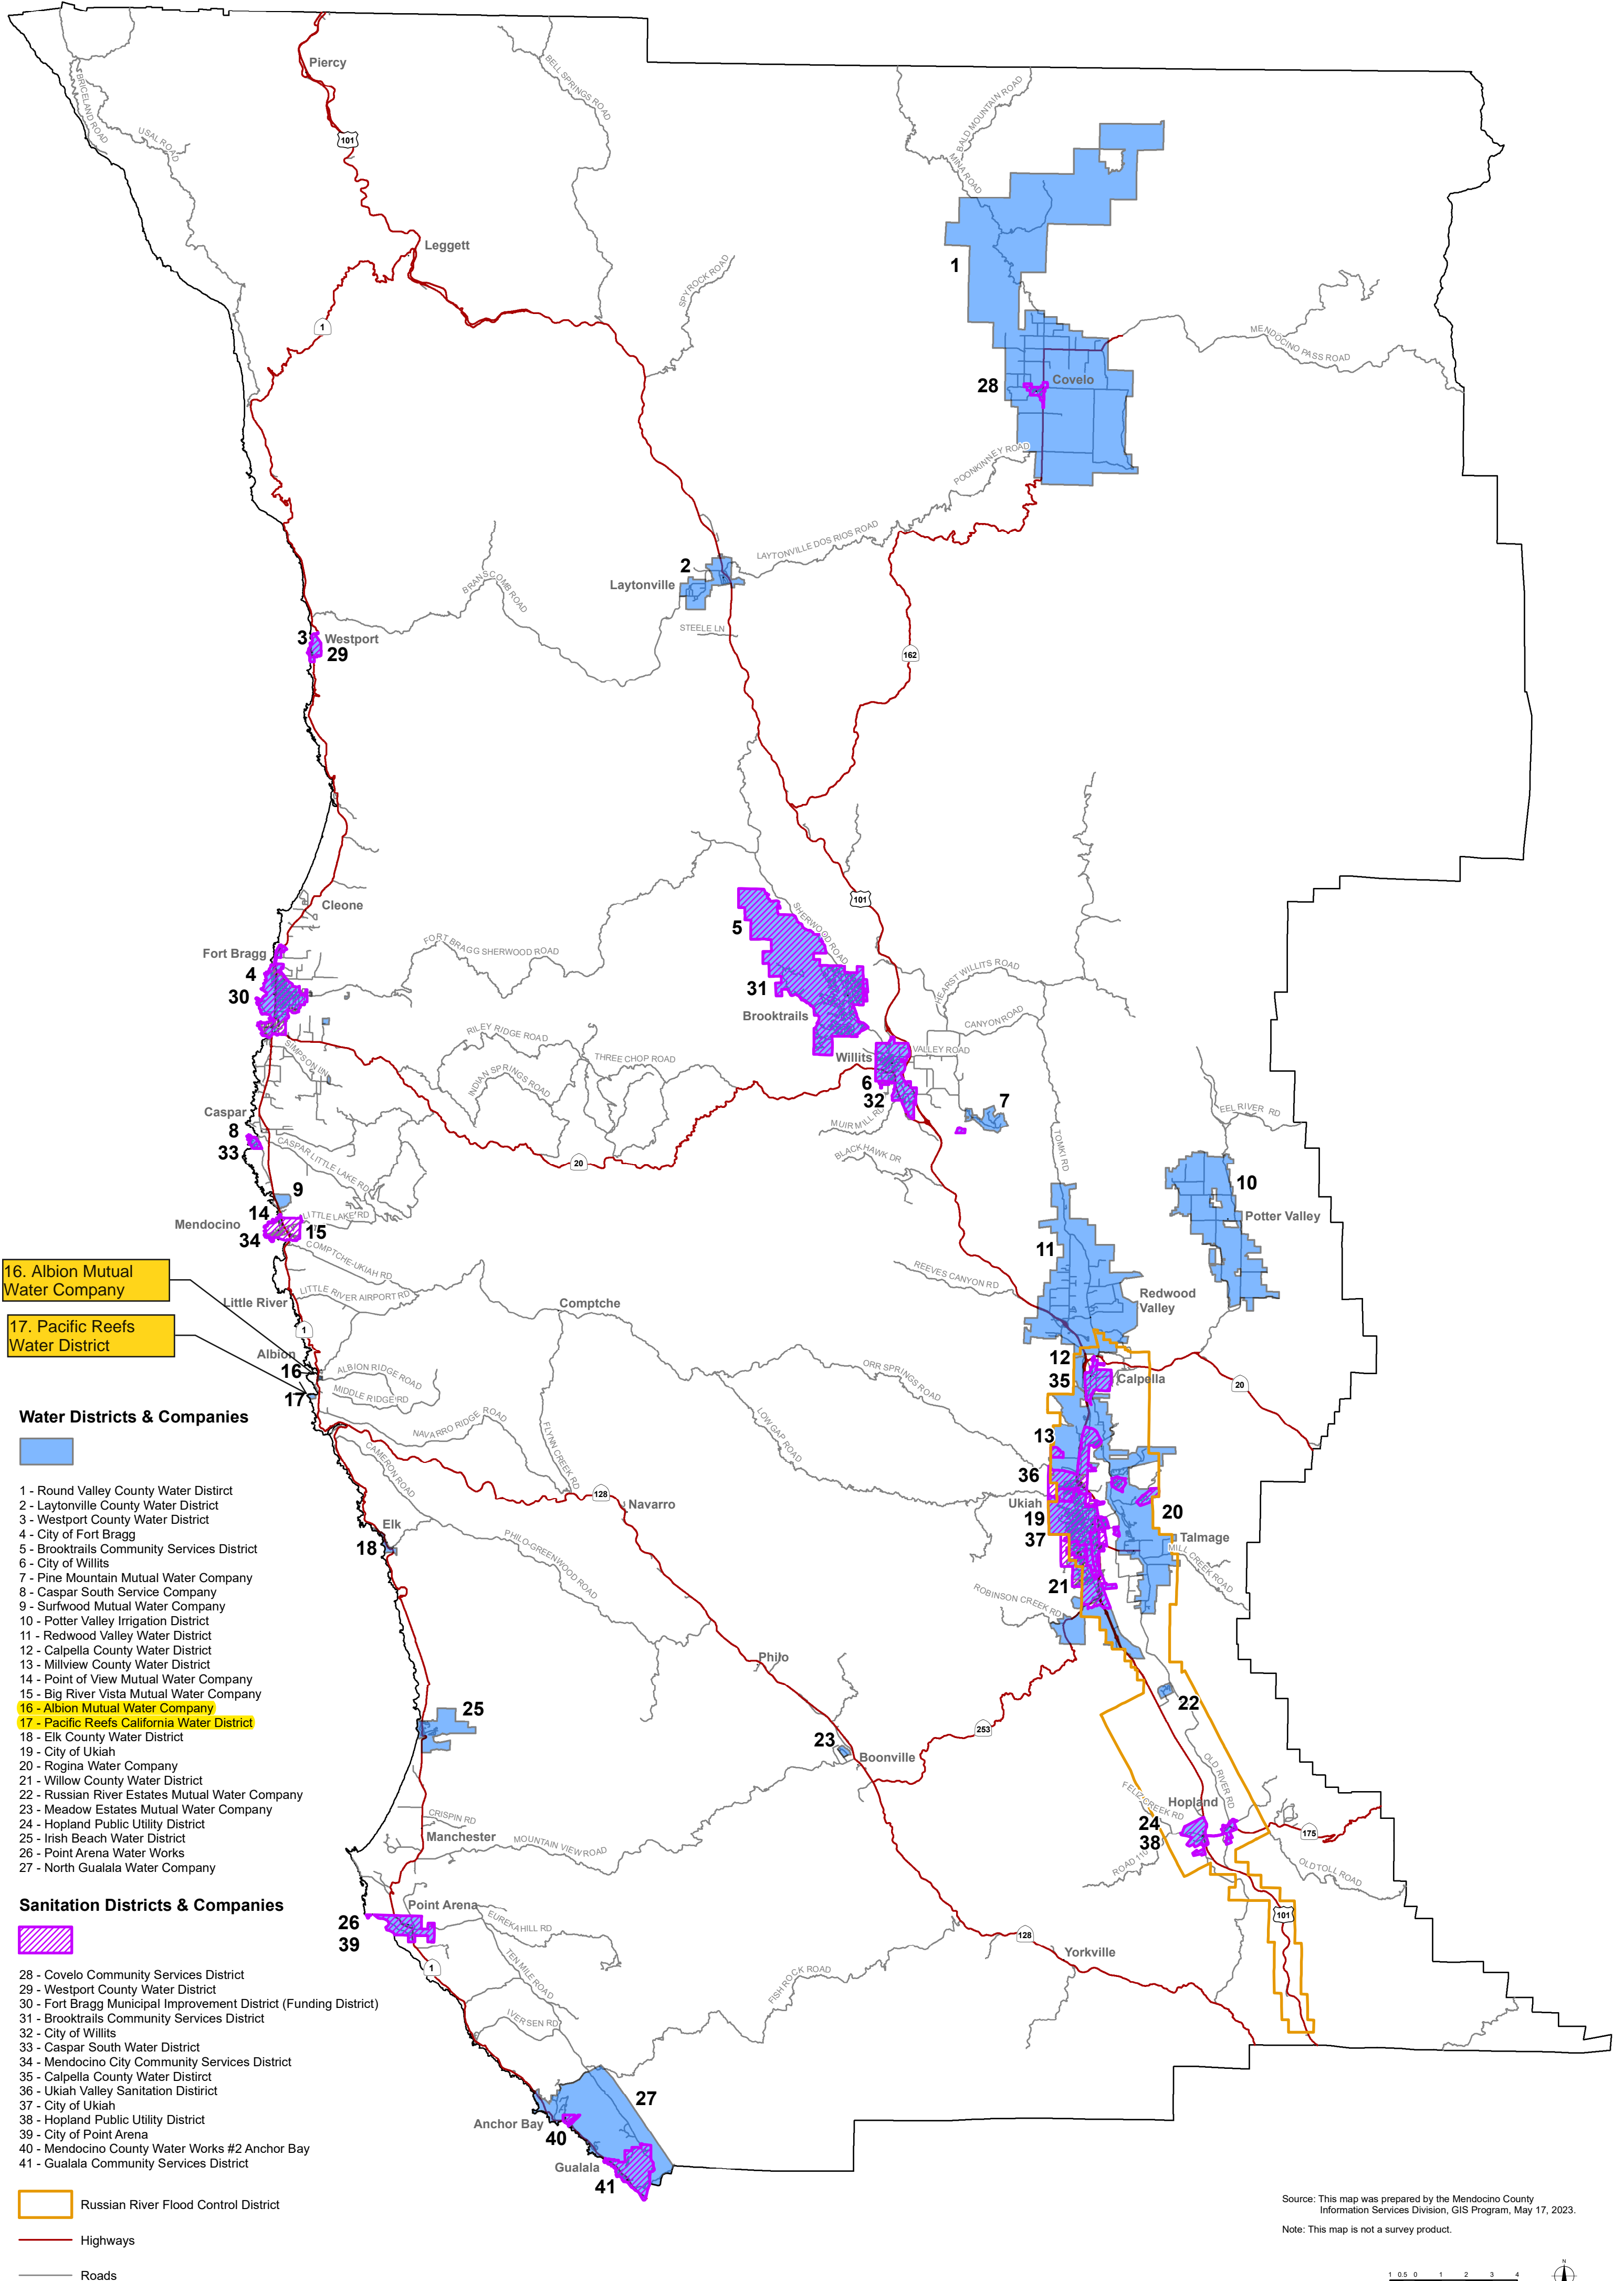 Piercy
BRICELAND ROAD
USAL ROAD
BELL SPRINGS ROAD
BALD MOUNTAIN ROAD
MINA ROAD
101
Leggett
SPYROCK ROAD
1
1
MENDOCINO PASS ROAD
28
Covelo
POONKINNEY ROAD
LAYTONVILLE DOS RIOS ROAD
2
Laytonville
BRANSCOMB ROAD
STEELE LN
3
Westport
29
162
101
Cleone
5
SHERWOOD ROAD
Fort Bragg
FORT BRAGG SHERWOOD ROAD
4
30
31
HEARST WILLITS ROAD
Brooktrails
CANYON ROAD
RILEY RIDGE ROAD
SIMPSON LN
THREE CHOP ROAD
INDIAN SPRINGS ROAD
Willits
VALLEY ROAD
6
32
7
Caspar
8
33
MUIR MILL RD
BLACKHAWK DR
EEL RIVER RD
TOMKI RD
CASPAR LITTLE LAKE RD
20
9
10
Potter Valley
14
LITTLE LAKE RD
Mendocino
15
34
COMPTCHE-UKIAH RD
11
16. Albion Mutual
Water Company
REEVES CANYON RD
Little River
LITTLE RIVER AIRPORT RD
Comptche
Redwood
Valley
17. Pacific Reefs
Water District
1
Albion
16
ALBION RIDGE ROAD
ORR SPRINGS ROAD
12
35
Calpella
20
17
MIDDLE RIDGE RD
NAVARRO RIDGE ROAD
FLYNN CREEK RD
LOW GAP ROAD
CAMERON ROAD
13
36
128
Navarro
Ukiah
19
37
20
Talmage
MILL CREEK ROAD
Elk
18
PHILO-GREENWOOD ROAD
21
ROBINSON CREEK RD
Philo
22
25
253
23
Boonville
OLD RIVER RD
FELIZ CREEK RD
Hopland
24
38
175
CRISPIN RD
Manchester
MOUNTAIN VIEW ROAD
ROAD 110
OLD TOLL ROAD
101
Point Arena
26
39
EUREKA HILL RD
TEN MILE ROAD
1
128
Yorkville
FISH ROCK ROAD
IVERSEN RD
27
Anchor Bay
40
Gualala
41
Water Districts & Companies
1 - Round Valley County Water Distirct
2 - Laytonville County Water District
3 - Westport County Water District
4 - City of Fort Bragg
5 - Brooktrails Community Services District
6 - City of Willits
7 - Pine Mountain Mutual Water Company
8 - Caspar South Service Company
9 - Surfwood Mutual Water Company
10 - Potter Valley Irrigation District
11 - Redwood Valley Water District
12 - Calpella County Water District
13 - Millview County Water District
14 - Point of View Mutual Water Company
15 - Big River Vista Mutual Water Company
16 - Albion Mutual Water Company
17 - Pacific Reefs California Water District
18 - Elk County Water District
19 - City of Ukiah
20 - Rogina Water Company
21 - Willow County Water District
22 - Russian River Estates Mutual Water Company
23 - Meadow Estates Mutual Water Company
24 - Hopland Public Utility District
25 - Irish Beach Water District
26 - Point Arena Water Works
27 - North Gualala Water Company
Sanitation Districts & Companies
28 - Covelo Community Services District
29 - Westport County Water District
30 - Fort Bragg Municipal Improvement District (Funding District)
31 - Brooktrails Community Services District
32 - City of Willits
33 - Caspar South Water District
34 - Mendocino City Community Services District
35 - Calpella County Water Distirct
36 - Ukiah Valley Sanitation District
37 - City of Ukiah
38 - Hopland Public Utility District
39 - City of Point Arena
40 - Mendocino County Water Works #2 Anchor Bay
41 - Gualala Community Services District
Russian River Flood Control District
Highways
Roads
Source: This map was prepared by the Mendocino County
Information Services Division, GIS Program, May 17, 2023.
Note: This map is not a survey product.
1 0.5 0 1 2 3 4
N